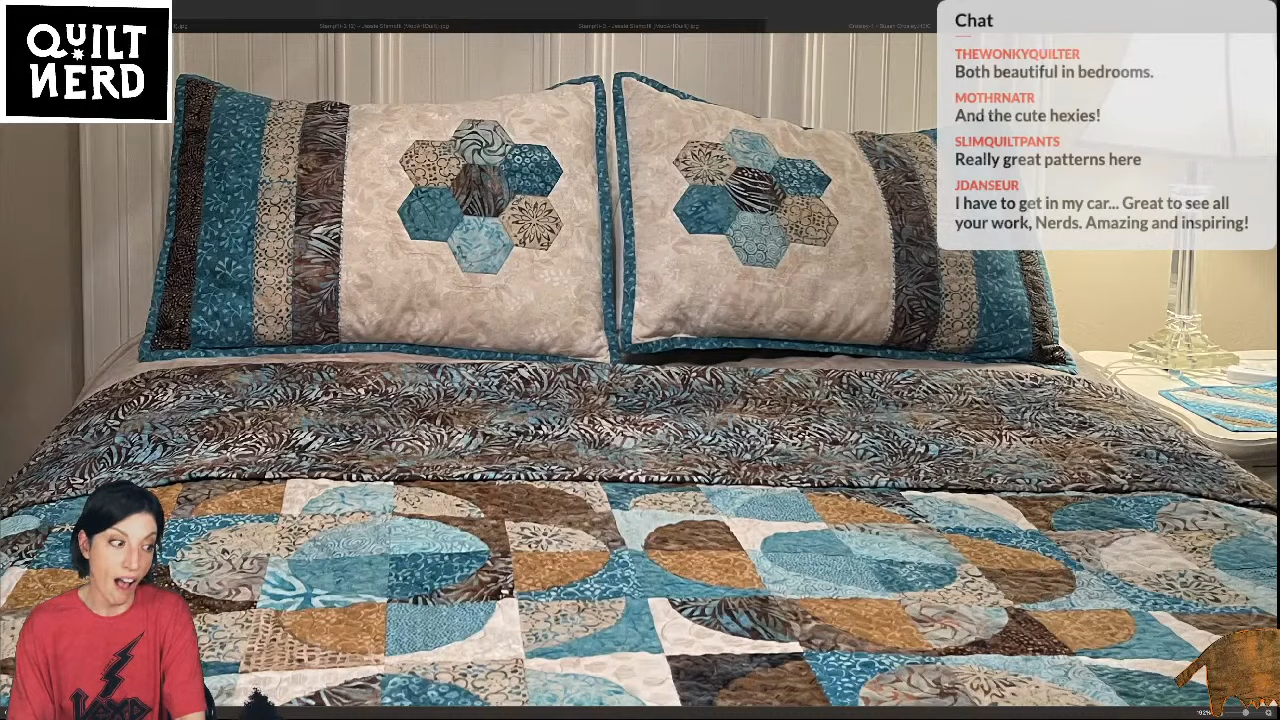 QUILT
NERD
Chat
THEWONKYQUILTER
Both beautiful in bedrooms.
MOTHRNATR
And the cute hexies!
SLIMQUILTPANTS
Really great patterns here
JDANSEUR
I have to get in my car... Great to see all
your work, Nerds. Amazing and inspiring!